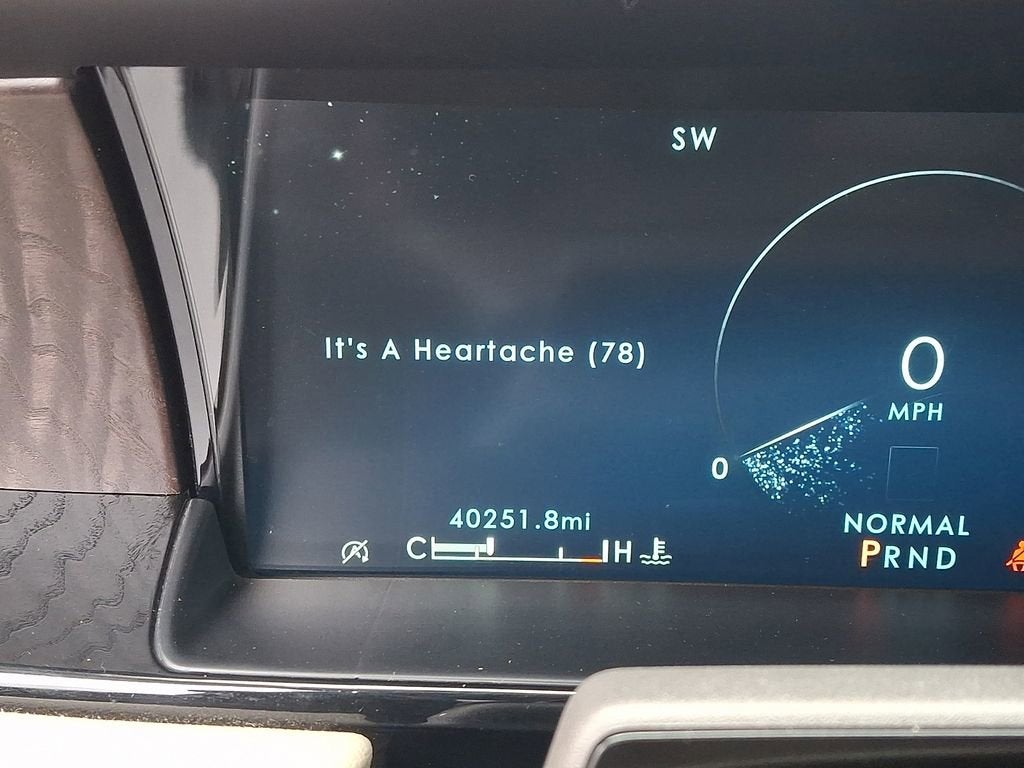 SW
It's A Heartache (78)
0
MPH
0
40251.8mi
NORMAL
C H
PRND